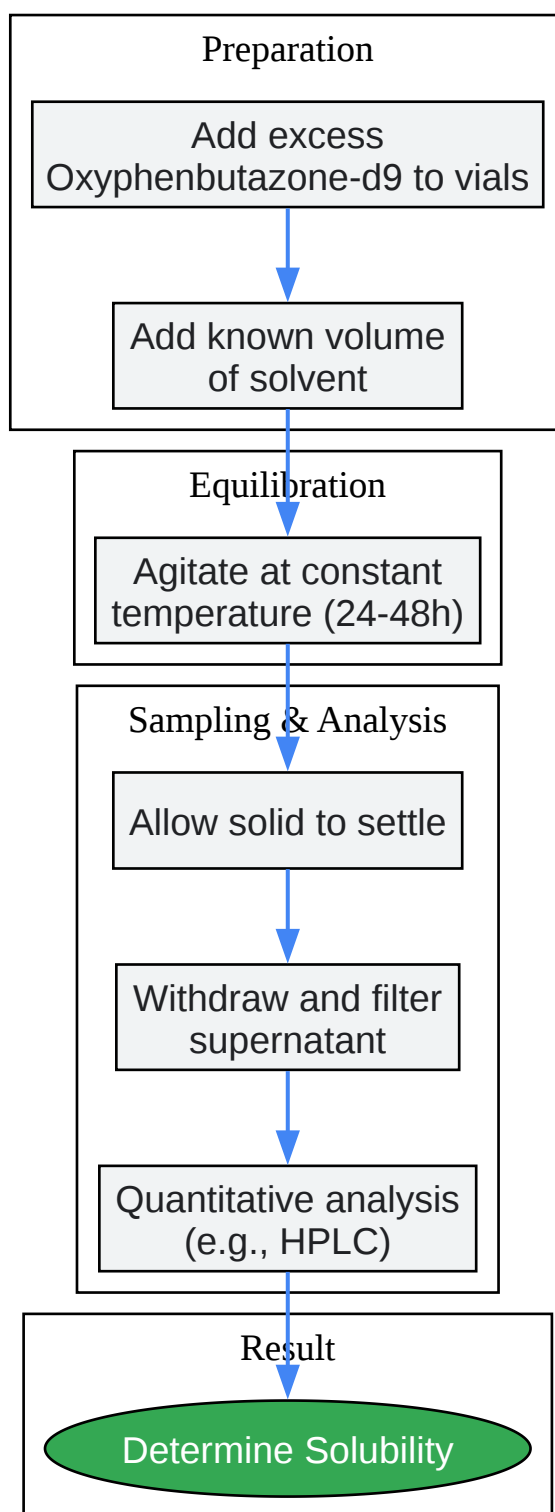 Preparation
Add excess
Oxyphenbutazone-d9 to vials
Add known volume
of solvent
Equilibration
Agitate at constant
temperature (24-48h)
Sampling & Analysis
Allow solid to settle
Withdraw and filter
supernatant
Quantitative analysis
(e.g., HPLC)
Result
Determine Solubility